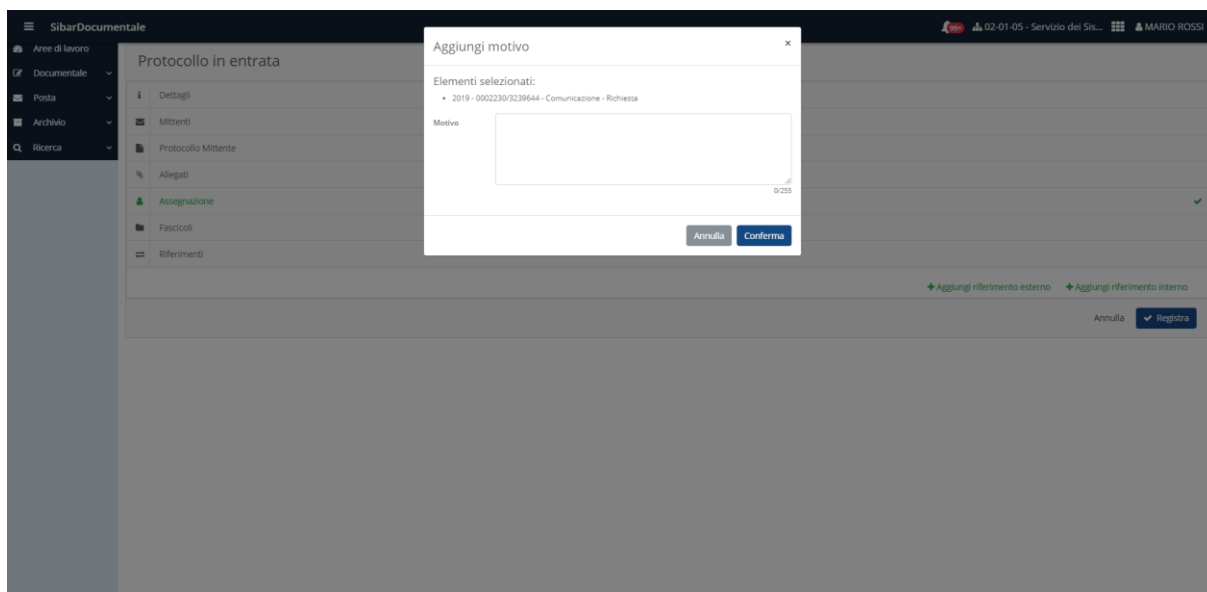 SibarDocumentale
99+ 02-01-05 - Servizio dei Sis... MARIO ROSSI
Aree di lavoro
Documentale
Posta
Archivio
Ricerca
Protocollo in entrata
Dettagli
Mittenti
Protocollo Mittente
Allegati
Assegnazione
Fascicoli
Riferimenti
Aggiungi motivo ×
Elementi selezionati:
• 2019 - 0002230/3239644 - Comunicazione - Richiesta
Motivo
0/255
Annulla Conferma
+ Aggiungi riferimento esterno + Aggiungi riferimento interno
Annulla Registra